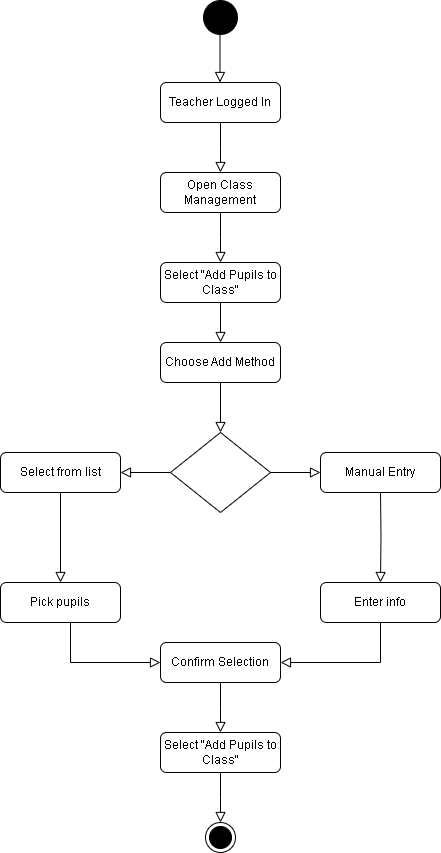 Teacher Logged In
Open Class
Management
Select "Add Pupils to
Class"
Choose Add Method
Select from list
Manual Entry
Pick pupils
Enter info
Confirm Selection
Select "Add Pupils to
Class"